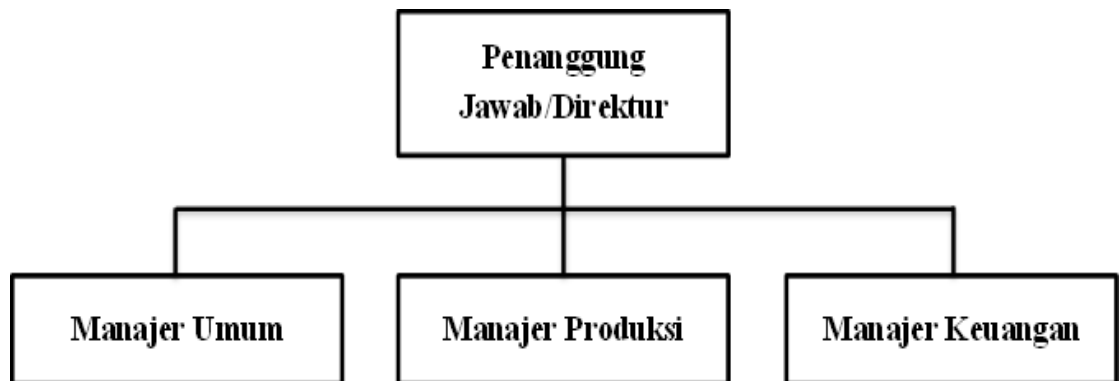 Penanggung
Jawab/Direktur
Manajer Umum
Manajer Produksi
Manajer Keuangan